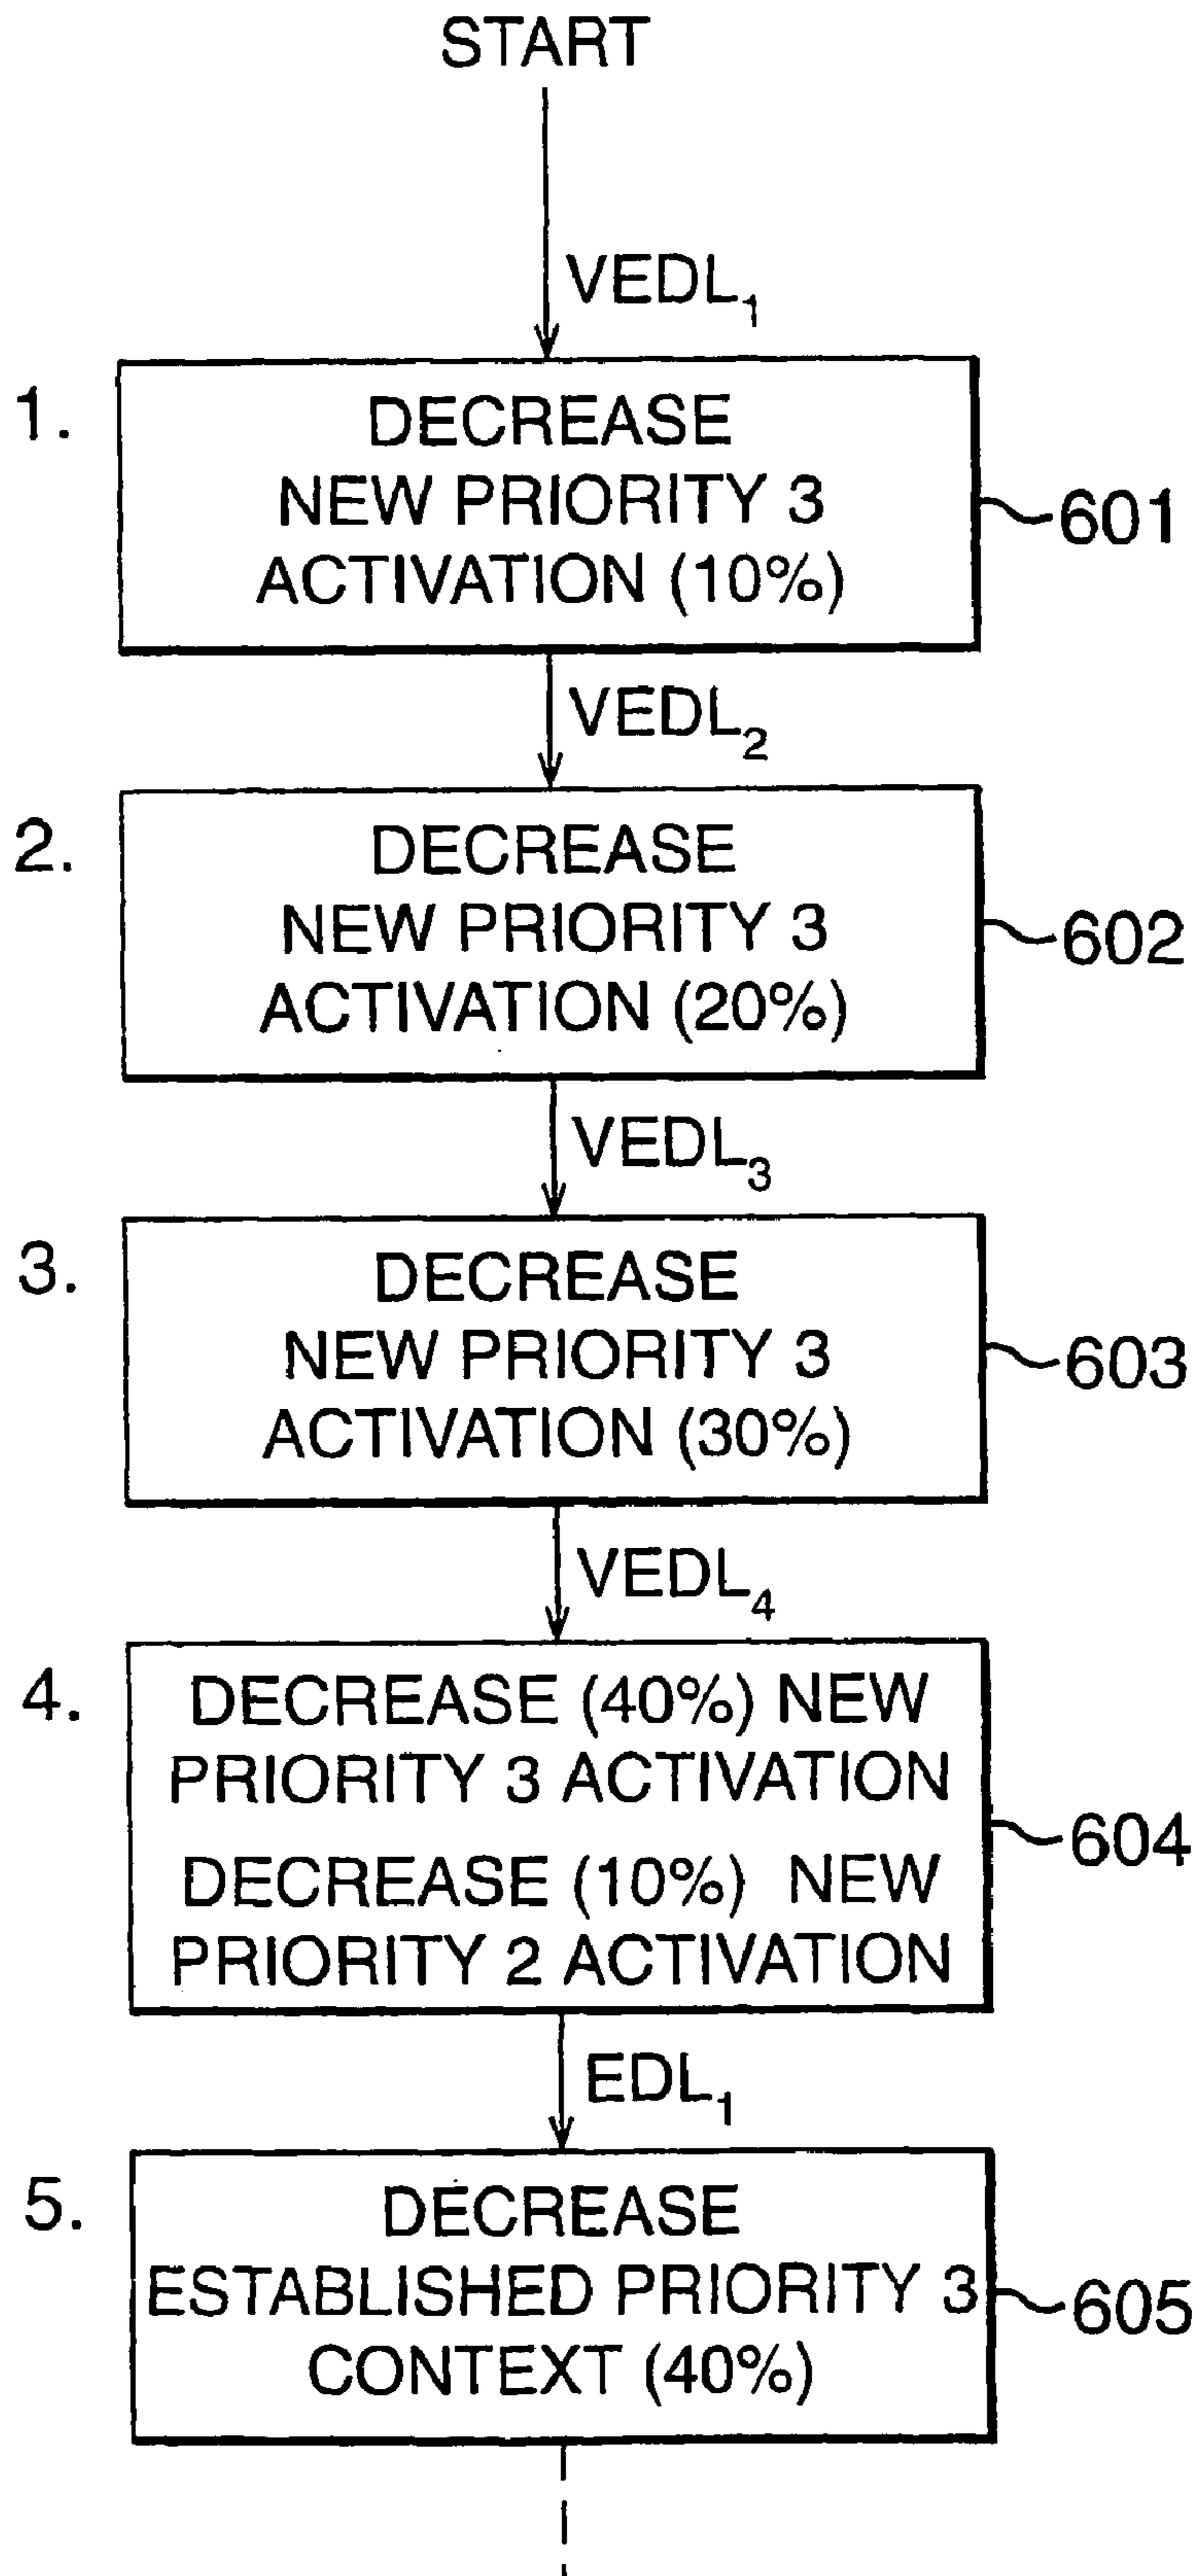 START
VEDL₁
1.
DECREASE
NEW PRIORITY 3
ACTIVATION (10%)
601
VEDL₂
2.
DECREASE
NEW PRIORITY 3
ACTIVATION (20%)
602
VEDL₃
3.
DECREASE
NEW PRIORITY 3
ACTIVATION (30%)
603
VEDL₄
4.
DECREASE (40%) NEW
PRIORITY 3 ACTIVATION
DECREASE (10%) NEW
PRIORITY 2 ACTIVATION
604
EDL₁
5.
DECREASE
ESTABLISHED PRIORITY 3
CONTEXT (40%)
605